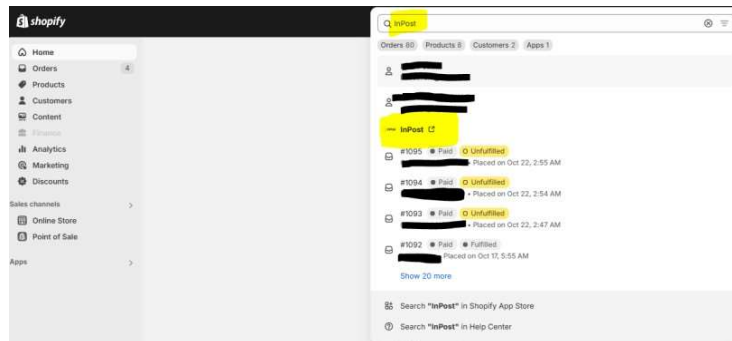 shopify
InPost
Home
Orders 4
Products
Customers
Content
Finance
Analytics
Marketing
Discounts
Sales channels
Online Store
Point of Sale
Apps
Orders 80 Products 8 Customers 2 Apps 1
InPost
#1095 Paid Unfulfilled
• Placed on Oct 22, 2:55 AM
#1094 Paid Unfulfilled
• Placed on Oct 22, 2:54 AM
#1093 Paid Unfulfilled
• Placed on Oct 22, 2:47 AM
#1092 Paid Fulfilled
Placed on Oct 17, 5:55 AM
Show 20 more
Search "InPost" in Shopify App Store
Search "InPost" in Help Center